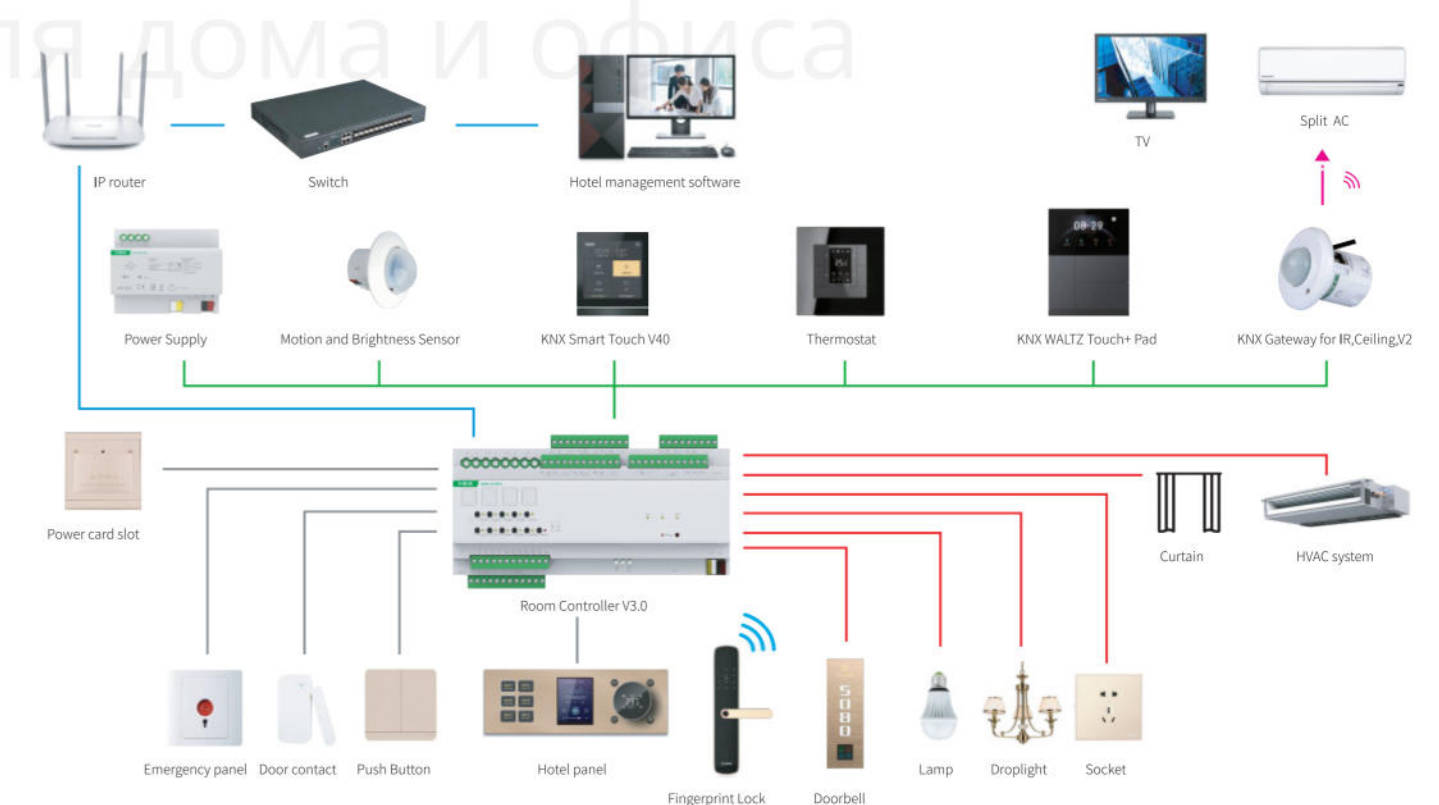 ля дома и офиса
TV
Split AC
IP router
Switch
Hotel management software
08-29
Power Supply
Motion and Brightness Sensor
KNX Smart Touch V40
Thermostat
KNX WALTZ Touch+ Pad
KNX Gateway for IR,Ceiling,V2
Power card slot
Curtain
HVAC system
Room Controller V3.0
5080
Emergency panel
Door contact
Push Button
Hotel panel
Lamp
Droplight
Socket
Fingerprint Lock
Doorbell